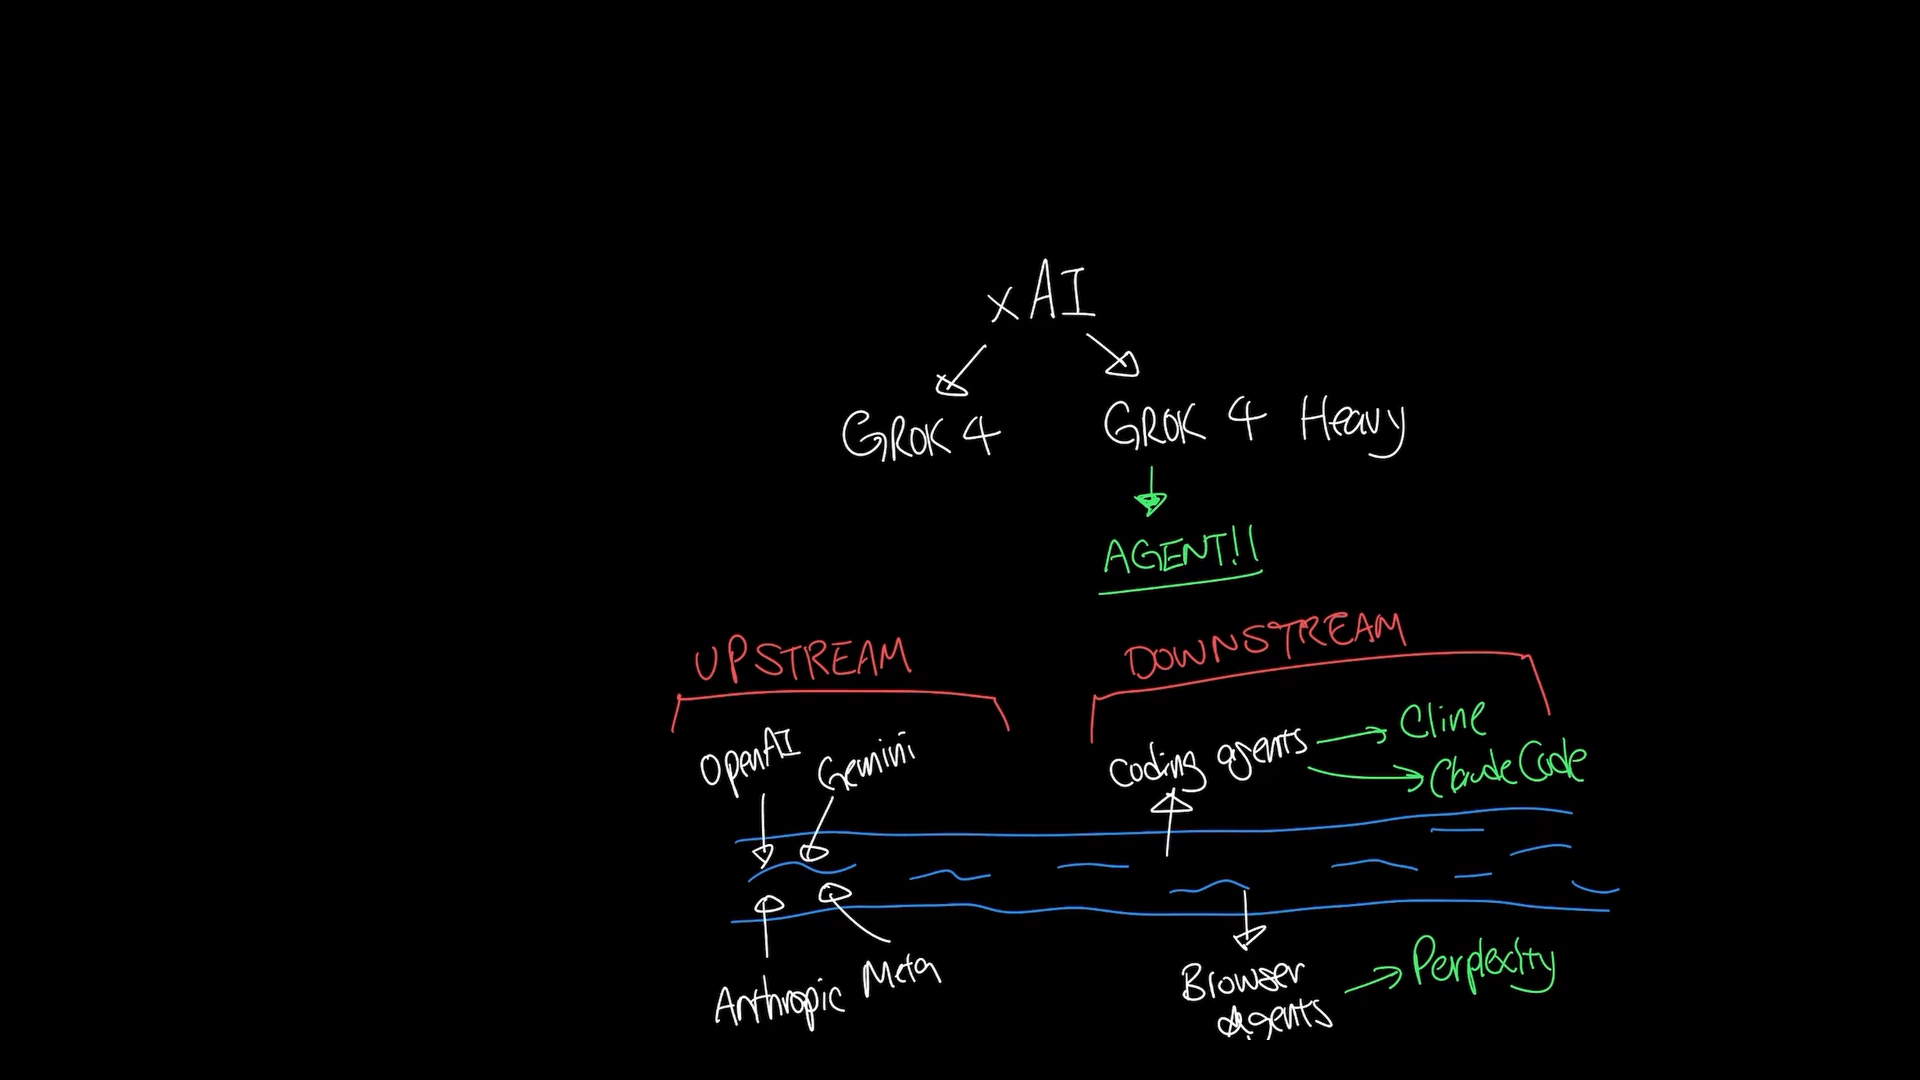 xAI
GROK 4
GROK 4 Heavy
AGENT!!
UPSTREAM
DOWNSTREAM
OpenAI
Gemini
Coding agents
Cline
Claude Code
Anthropic
Meta
Browser
agents
Perplexity